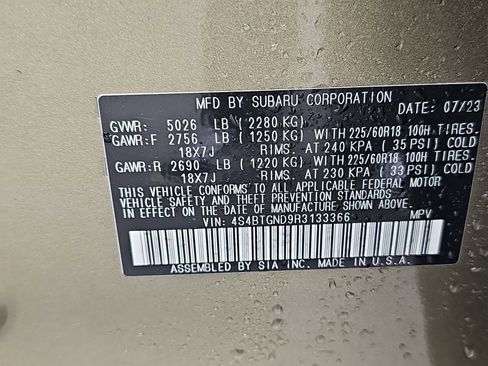 MFD BY SUBARU CORPORATION DATE: 07/23
GVWR: 5026 LB ( 2280 KG)
GAWR:F 2756 LB ( 1250 KG) WITH 225/60R18 100H TIRES.
18X7J RIMS. AT 240 KPA ( 35 PSI) COLD
GAWR:R 2690 LB ( 1220 KG) WITH 225/60R18 100H TIRES.
18X7J RIMS. AT 230 KPA ( 33 PSI) COLD
THIS VEHICLE CONFORMS TO ALL APPLICABLE FEDERAL MOTOR
VEHICLE SAFETY AND THEFT PREVENTION STANDARDS
IN EFFECT ON THE DATE OF MANUFACTURE SHOWN ABOVE.
VIN: 4S4BTGND9R3133366 MPV
ASSEMBLED BY SIA INC. MADE IN U.S.A.